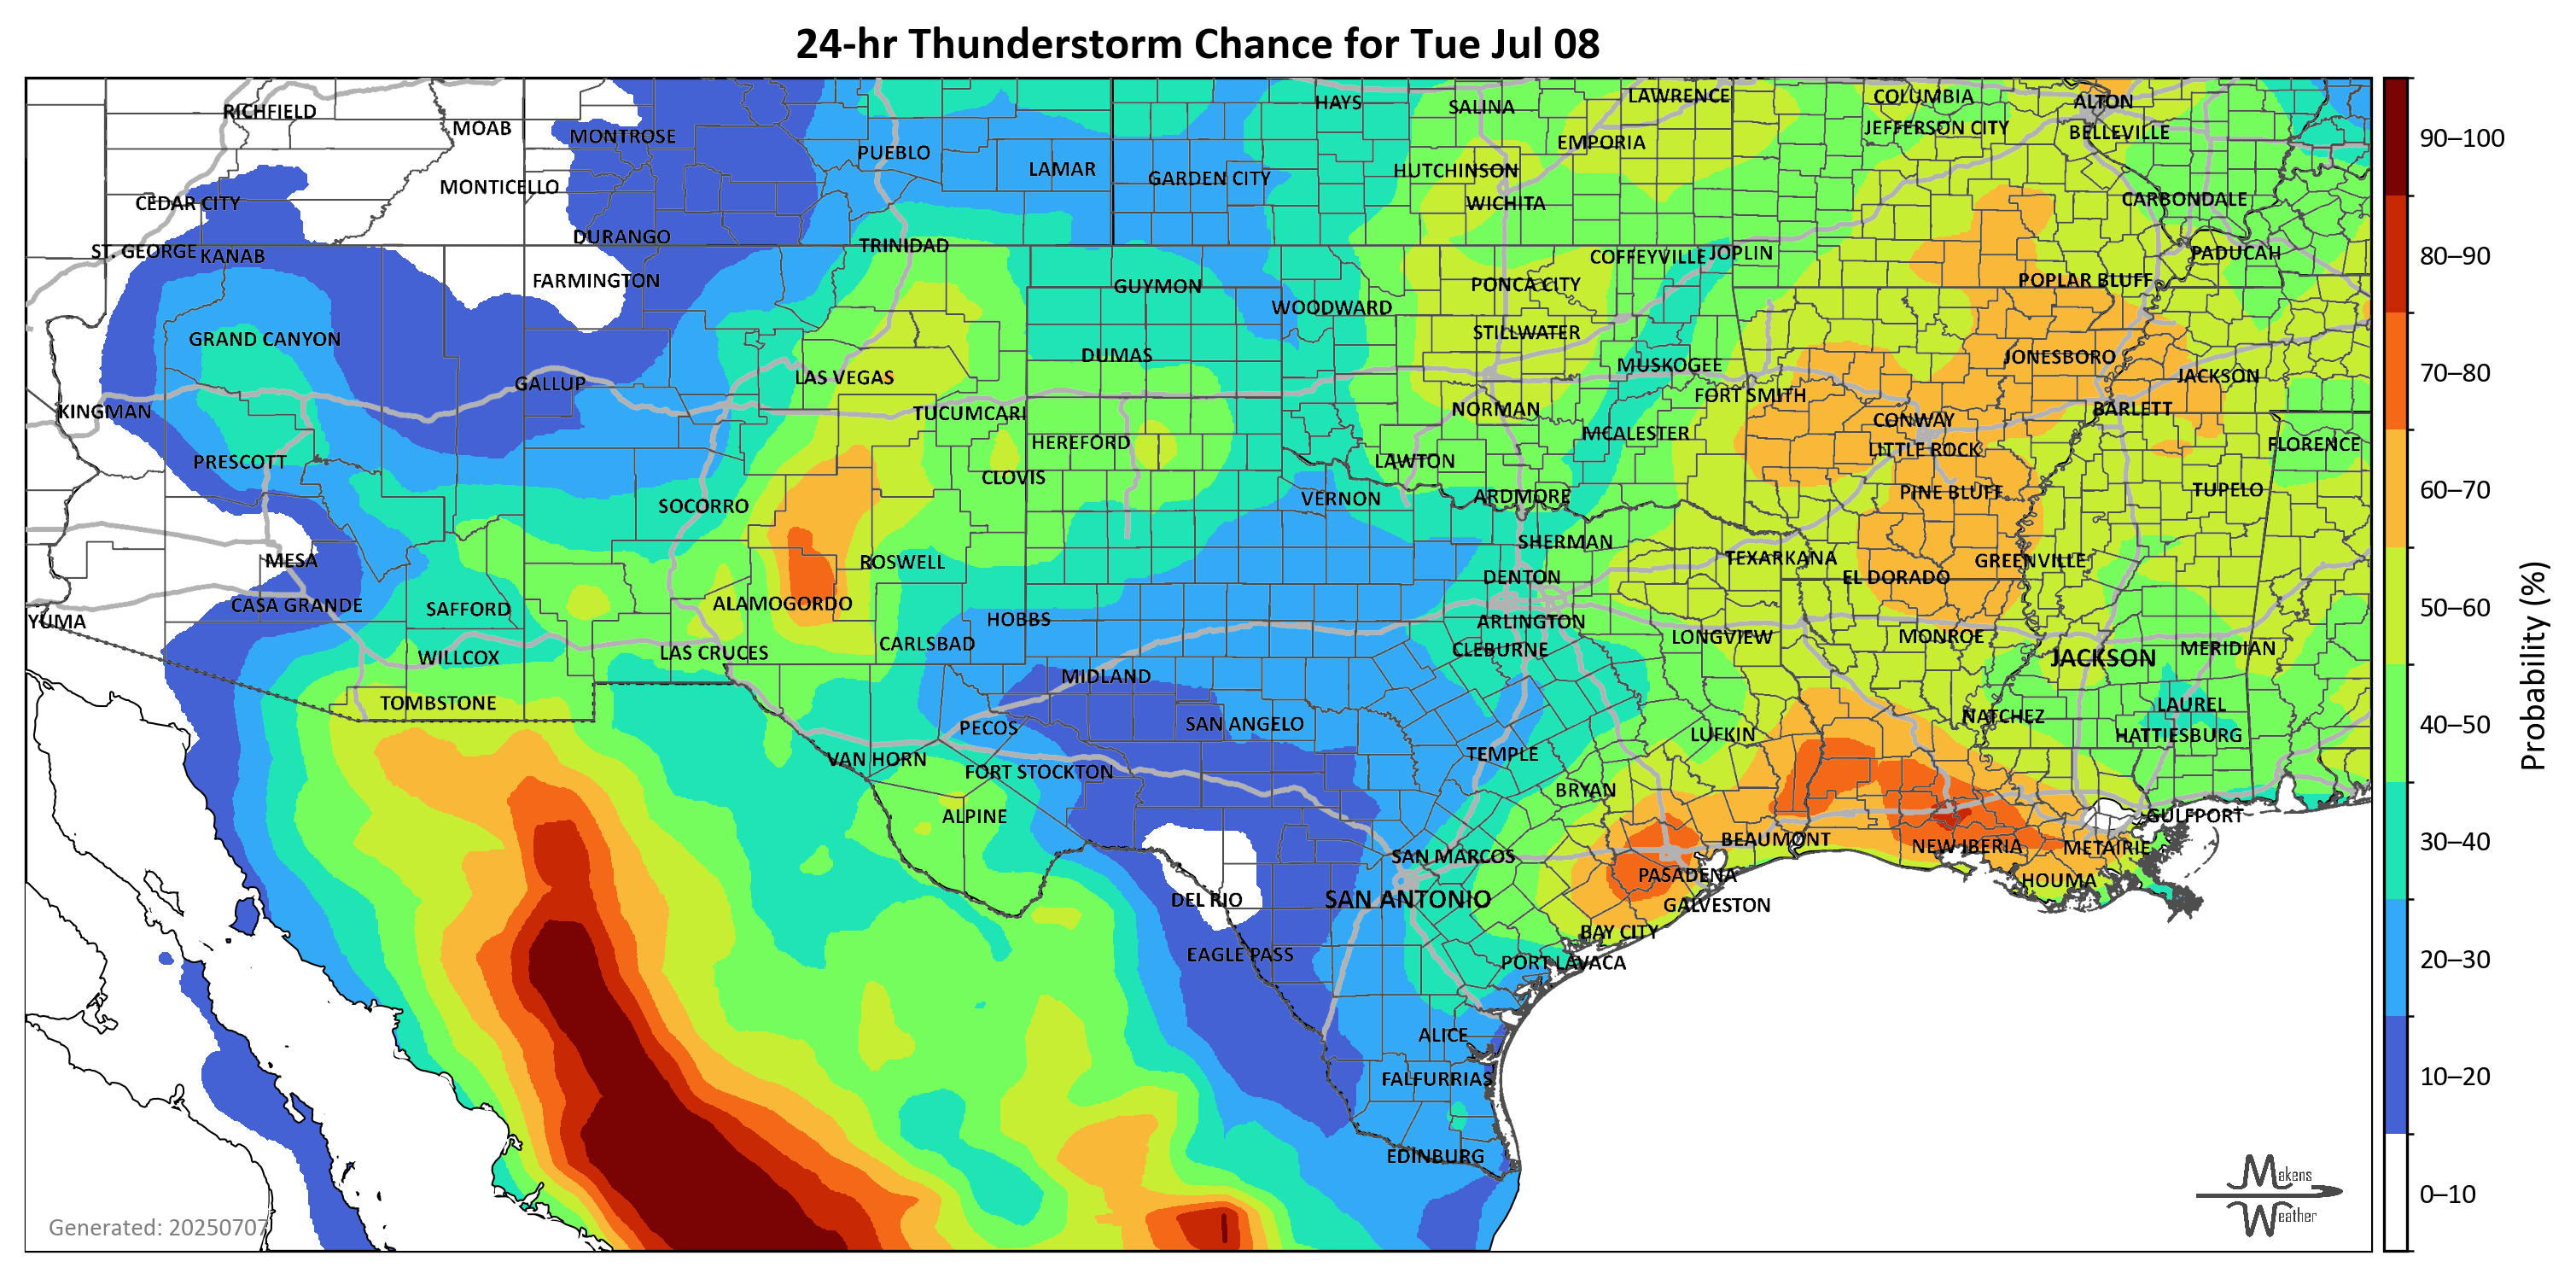 24-hr Thunderstorm Chance for Tue Jul 08
RICHFIELD
MOAB
MONTROSE
PUEBLO
LAMAR
GARDEN CITY
HAYS
SALINA
LAWRENCE
COLUMBIA
ALTON
JEFFERSON CITY
BELLEVILLE
EMPORIA
HUTCHINSON
WICHITA
CARBONDALE
MONTICELLO
CEDAR CITY
ST. GEORGE
KANAB
DURANGO
TRINIDAD
FARMINGTON
GUYMON
WOODWARD
PONCA CITY
COFFEYVILLE
JOPLIN
PADUCAH
POPLAR BLUFF
GRAND CANYON
DUMAS
STILLWATER
MUSKOGEE
JONESBORO
JACKSON
GALLUP
LAS VEGAS
KINGMAN
TUCUMCARI
NORMAN
FORT SMITH
BARLETT
CONWAY
HEREFORD
MCALESTER
LITTLE ROCK
FLORENCE
PRESCOTT
CLOVIS
LAWTON
SOCORRO
VERNON
ARDMORE
PINE BLUFF
TUPELO
MESA
ROSWELL
SHERMAN
TEXARKANA
GREENVILLE
DENTON
EL DORADO
CASA GRANDE
SAFFORD
ALAMOGORDO
YUMA
HOBBS
ARLINGTON
LONGVIEW
MONROE
WILLCOX
LAS CRUCES
CARLSBAD
CLEBURNE
JACKSON
MERIDIAN
MIDLAND
TOMBSTONE
PECOS
SAN ANGELO
LAUREL
NATCHEZ
HATTIESBURG
VAN HORN
FORT STOCKTON
TEMPLE
LUFKIN
BRYAN
ALPINE
GULFPORT
BEAUMONT
NEW IBERIA
METAIRIE
SAN MARCOS
PASADENA
HOUMA
DEL RIO
SAN ANTONIO
GALVESTON
BAY CITY
EAGLE PASS
PORT LAVACA
ALICE
FALFURRIAS
EDINBURG
Generated: 20250707
Makens
Weather
90–100
80–90
70–80
60–70
50–60
40–50
30–40
20–30
10–20
0–10
Probability (%)